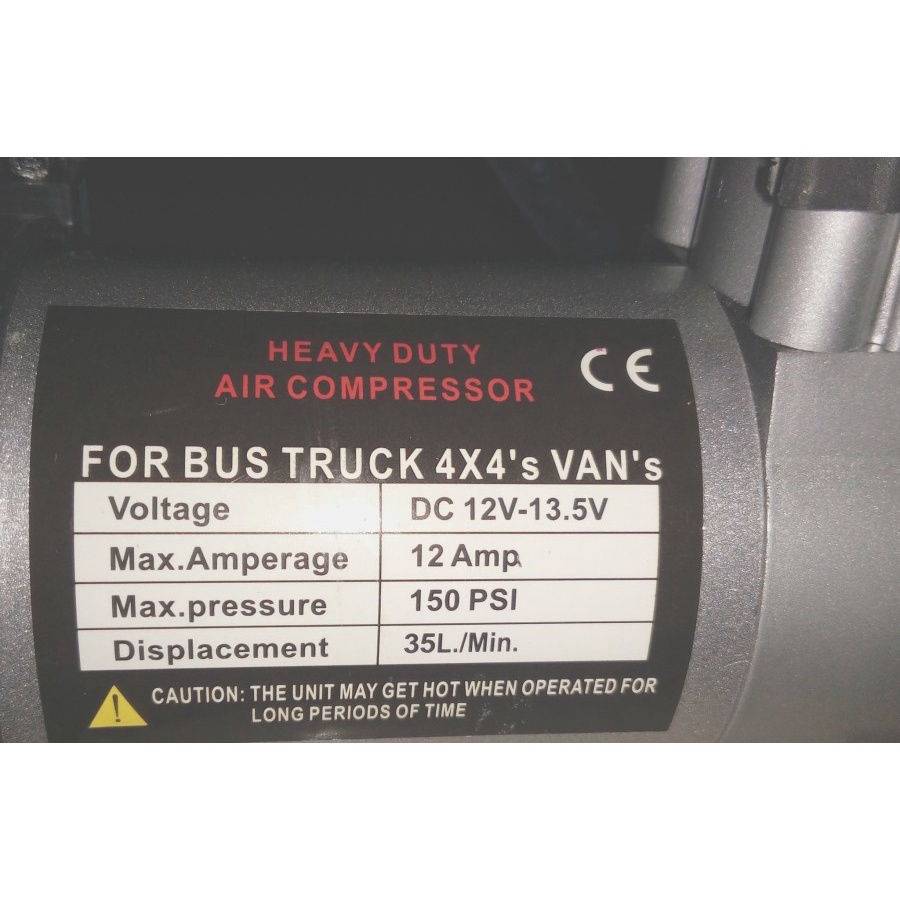 HEAVY DUTY
AIR COMPRESSOR
CE
FOR BUS TRUCK 4X4's VAN's
Voltage DC 12V-13.5V
Max.Amperage 12 Amp
Max.pressure 150 PSI
Displacement 35L./Min.
CAUTION: THE UNIT MAY GET HOT WHEN OPERATED FOR
LONG PERIODS OF TIME